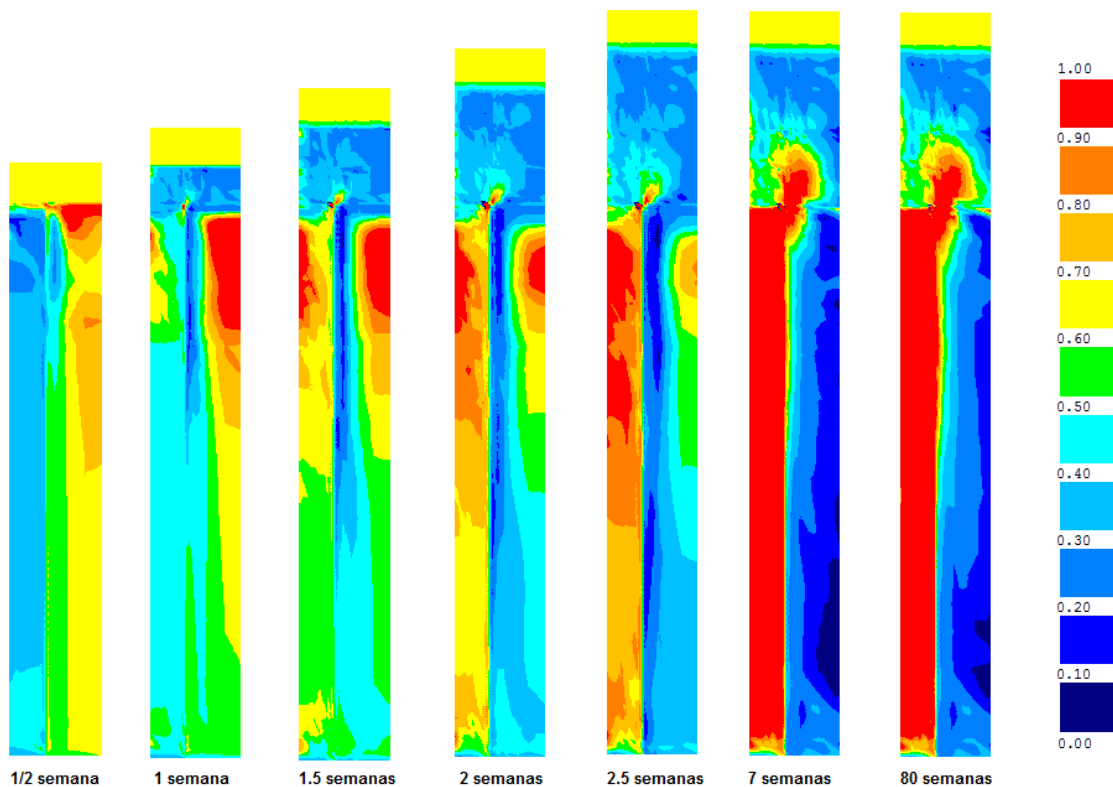 1.00
0.90
0.80
0.70
0.60
0.50
0.40
0.30
0.20
0.10
0.00
1/2 semana
1 semana
1.5 semanas
2 semanas
2.5 semanas
7 semanas
80 semanas